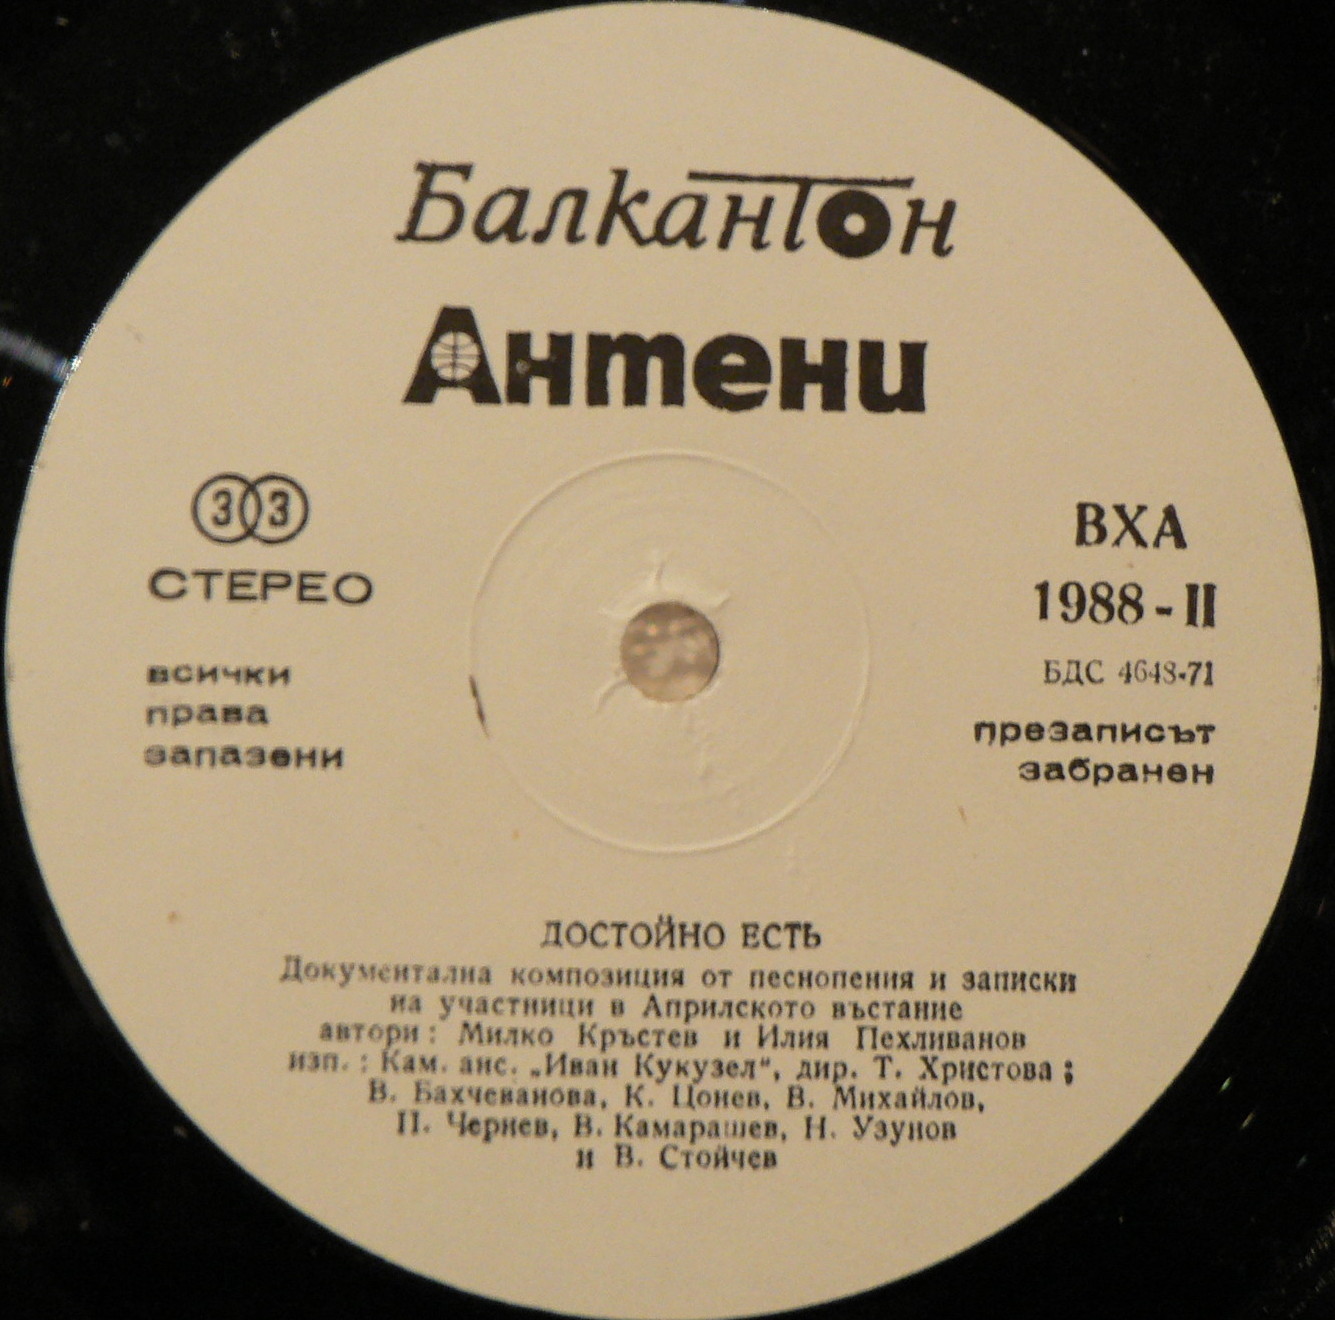 Балкантон
Антени
33
СТЕРЕО
всички
права
запазени
ВХА
1988-II
БДС 4648-71
презаписът
забранен
ДОСТОЙНО ЕСТЬ
Документална композиция от песнопения и записки
на участници в Априлското въстание
автори: Милко Кръстев и Илия Пехливанов
изп.: Кам. анс. „Иван Кукузел“, дир. Т. Христова;
В. Бахчеванова, К. Цонев, В. Михайлов,
П. Чернев, В. Камарашев, Н. Узунов
и В. Стойчев